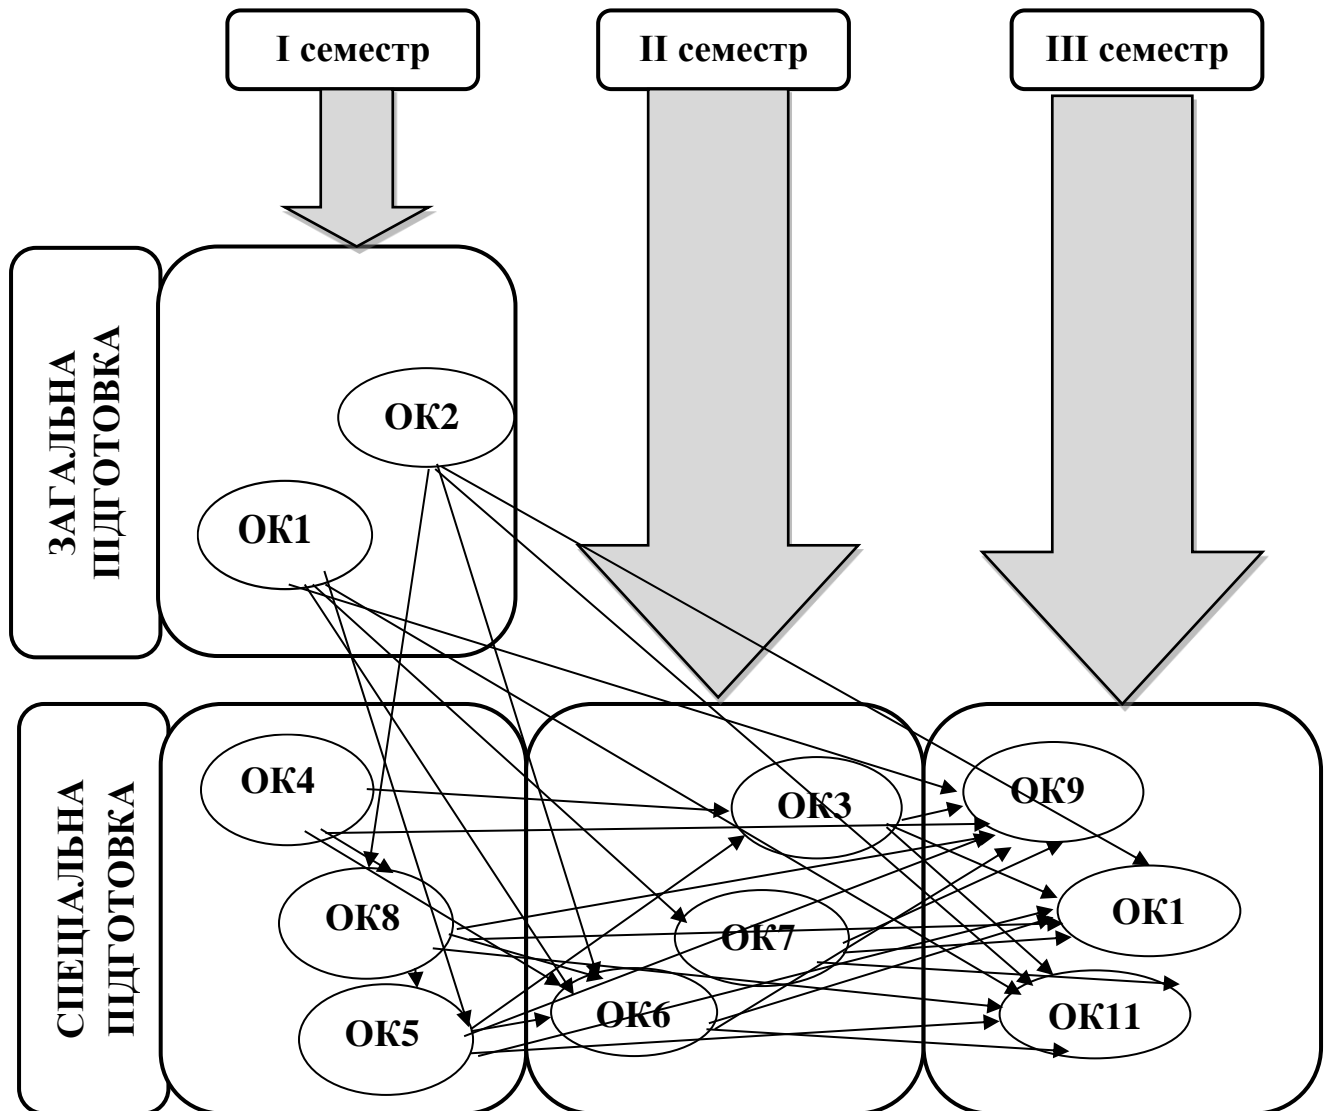 I семестр
II семестр
III семестр
ЗАГАЛЬНА
ПІДГОТОВКА
ОК2
ОК1
СПЕЦІАЛЬНА
ПІДГОТОВКА
ОК4
ОК3
ОК9
ОК8
ОК7
ОК1
ОК5
ОК6
ОК11